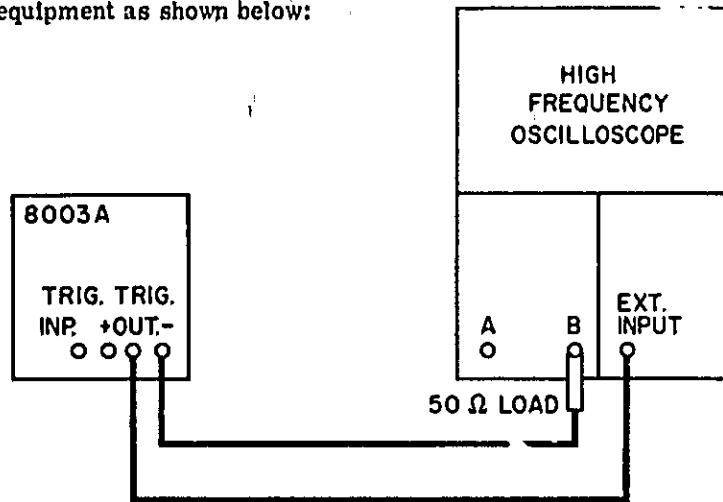 equipment as shown below:
HIGH
FREQUENCY
OSCILLOSCOPE
8003A
TRIG. TRIG.
INP. +OUT.-
A
B
EXT.
INPUT
50 Ω LOAD